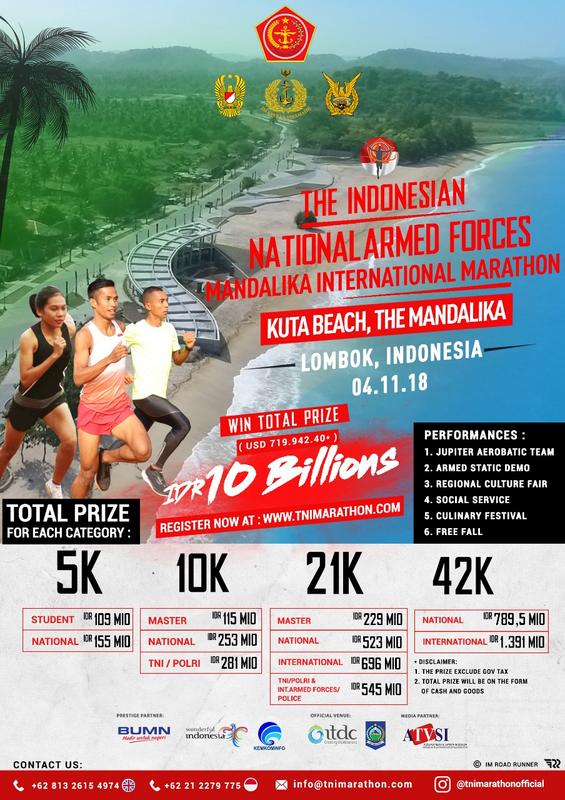 THE INDONESIAN
NATIONAL ARMED FORCES
MANDALIKA INTERNATIONAL MARATHON
KUTA BEACH, THE MANDALIKA
LOMBOK, INDONESIA
04.11.18
WIN TOTAL PRIZE
( USD 719.942.40+ )
IDR 10 Billions
REGISTER NOW AT : WWW.TNIMARATHON.COM
PERFORMANCES :
1. JUPITER AEROBATIC TEAM
2. ARMED STATIC DEMO
3. REGIONAL CULTURE FAIR
4. SOCIAL SERVICE
5. CULINARY FESTIVAL
6. FREE FALL
TOTAL PRIZE
FOR EACH CATEGORY :
5K
STUDENT IDR 109 MIO
NATIONAL IDR 155 MIO
10K
MASTER IDR 115 MIO
NATIONAL IDR 253 MIO
TNI / POLRI IDR 281 MIO
21K
MASTER IDR 229 MIO
NATIONAL IDR 523 MIO
INTERNATIONAL IDR 696 MIO
TNI/POLRI &
INT.ARMED FORCES/
POLICE IDR 545 MIO
42K
NATIONAL IDR 789,5 MIO
INTERNATIONAL IDR 1.391 MIO
• DISCLAIMER:
1. THE PRIZE EXCLUDE GOV TAX
2. TOTAL PRIZE WILL BE ON THE FORM
OF CASH AND GOODS
PRESTIGE PARTNER:
BUMN
Hadir untuk negeri
wonderful
indonesia
KEMKOMINFO
OFFICIAL VENUE:
itdc
Creating Destinations
MEDIA PARTNER:
ATVSI
CONTACT US:
© IM ROAD RUNNER
+62 813 2615 4974
+62 21 2279 775
info@tnimarathon.com
@tnimarathonofficial